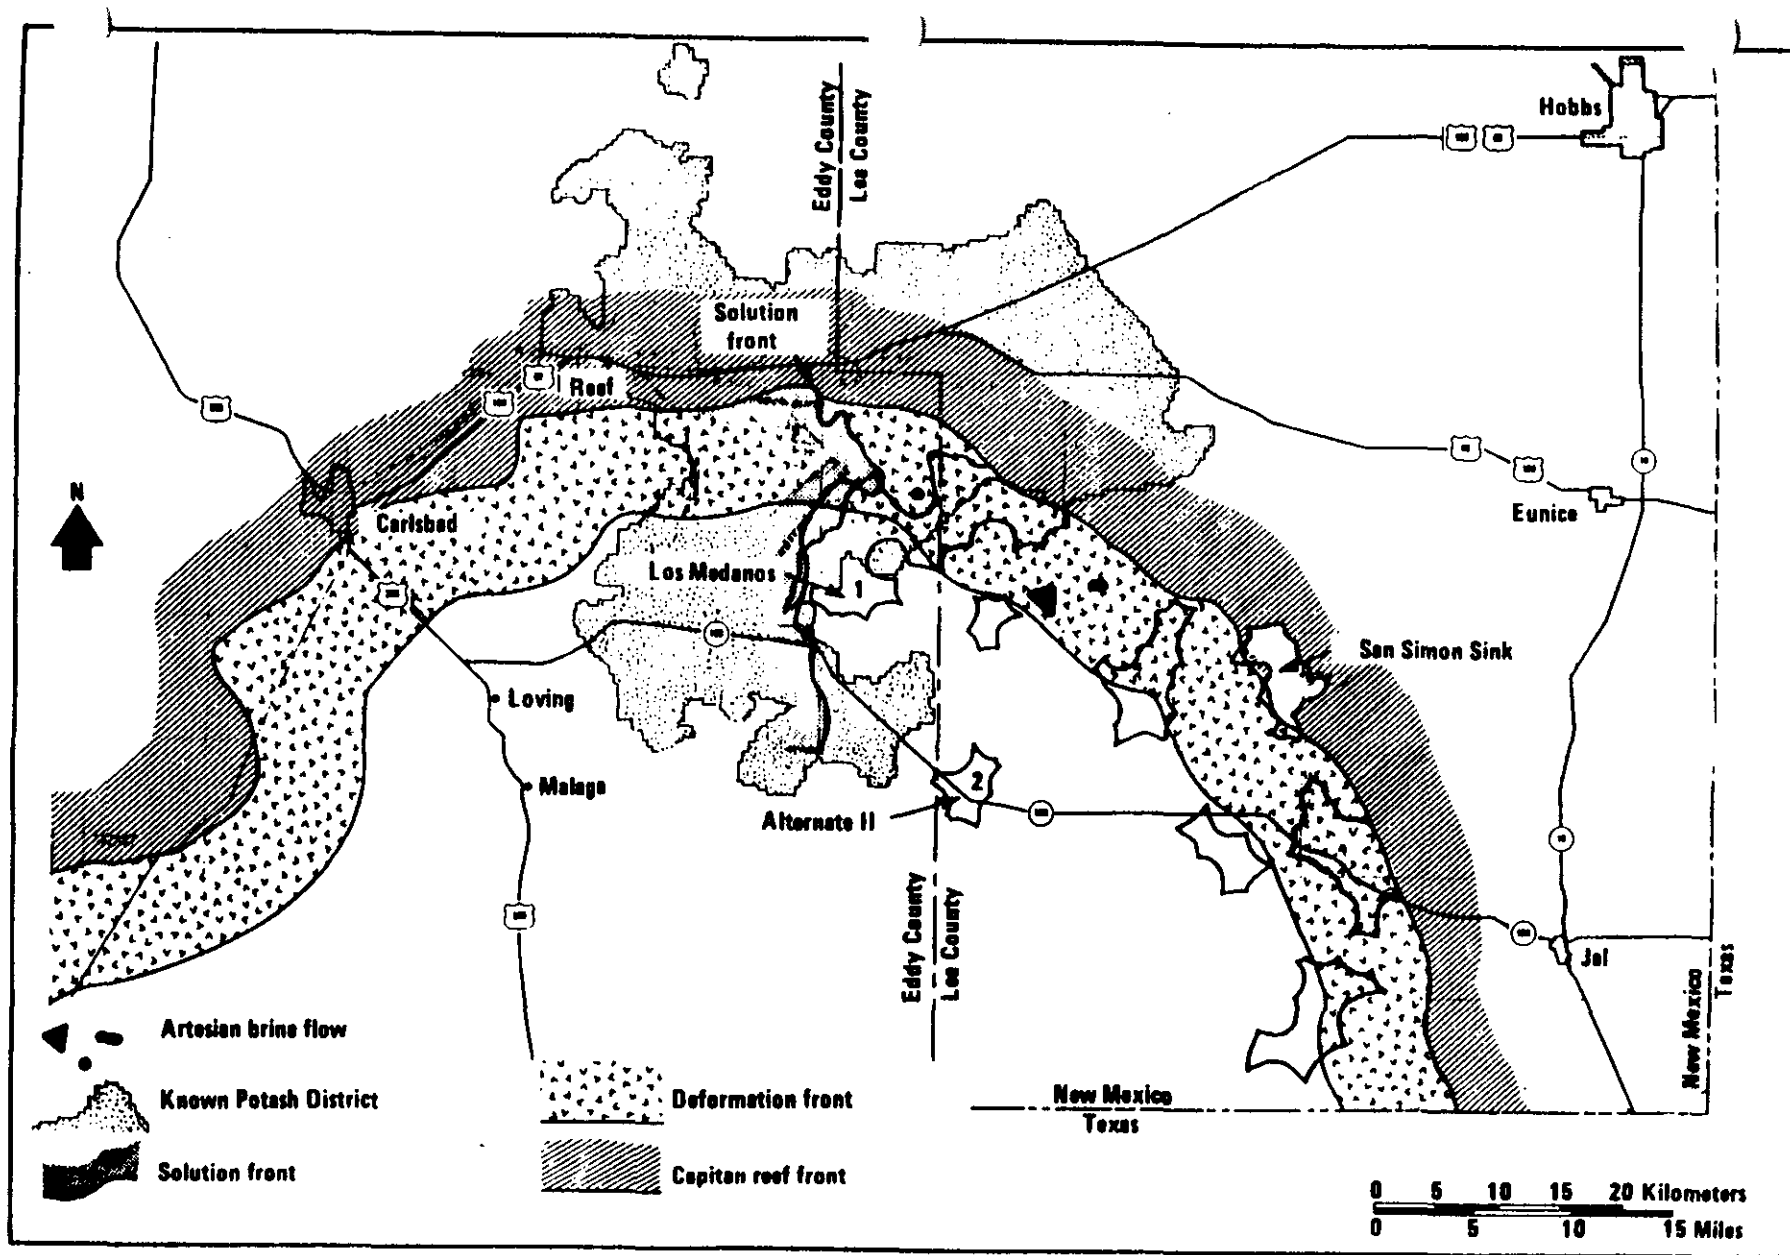 Eddy County
Lea County
Hobbs
Solution
front
Reef
N
Carlsbad
Eunice
Los Medanos
1
San Simon Sink
Loving
2
Malaga
Alternate II
Eddy County
Lea County
Jal
New Mexico
Texas
Artesian brine flow
Known Potash District
Deformation front
New Mexico
Texas
Solution front
Capitan reef front
0 5 10 15 20 Kilometers
0 5 10 15 Miles